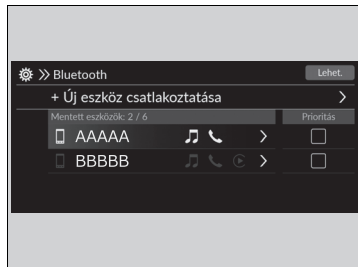 Bluetooth
Lehet.
+ Új eszköz csatlakoztatása
Mentett eszközök: 2 / 6
Prioritás
AAAAA
BBBBB